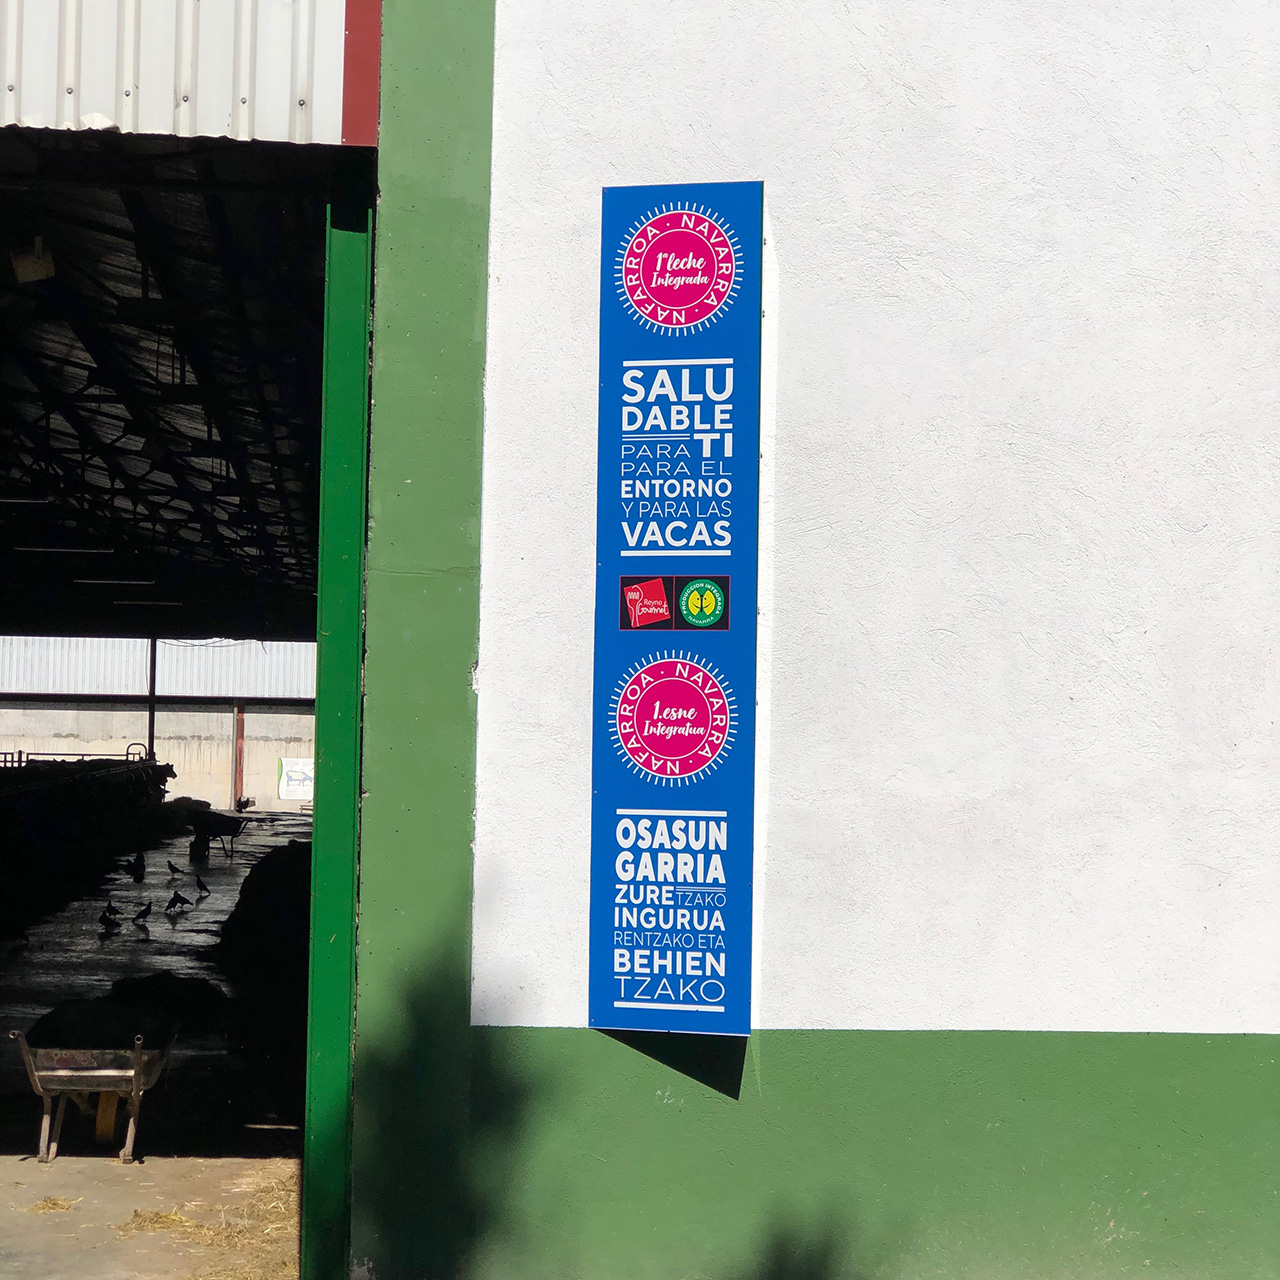 NAFARROA · NAVARRA ·
1ª leche
Integrada
SALU
DABLE
PARA TI
PARA EL
ENTORNO
Y PARA LAS
VACAS
Reyno
Gourmet
PRODUCCIÓN INTEGRADA
NAVARRA
NAFARROA · NAVARRA ·
1.esne
Integratua
OSASUN
GARRIA
ZURETZAKO
INGURUA
RENTZAKO ETA
BEHIEN
TZAKO